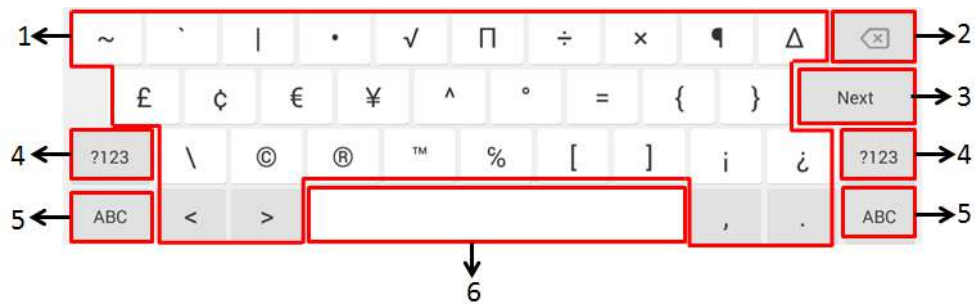 1 ~ ` | • √ Π ÷ × ¶ Δ 2
£ ¢ € ¥ ^ ° = { } Next 3
4 ?123 \ © ® ™ ℅ [ ] ¡ ¿ ?123 4
5 ABC < > , . ABC 5
6